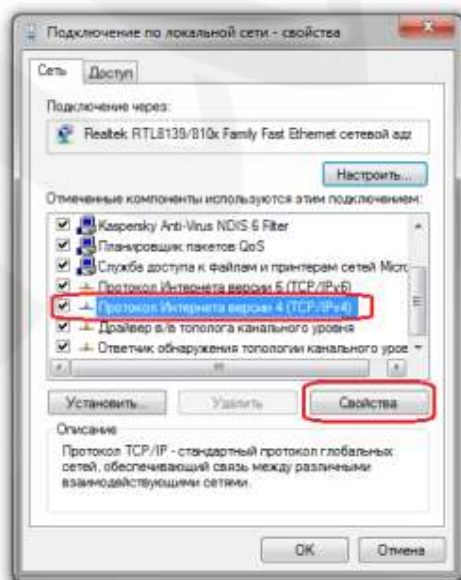 Подключение по локальной сети - свойства
Сеть
Доступ
Подключение через:
Realtek RTL8139/810x Family Fast Ethernet сетевой ада
Настроить...
Отмеченные компоненты используются этим подключением:
Kaspersky Anti-Virus NDIS 6 Filter
Планировщик пакетов QoS
Служба доступа к файлам и принтерам сетей Micro
Протокол Интернета версии 6 (TCP/IPv6)
Протокол Интернета версии 4 (TCP/IPv4)
Драйвер в/в тополога канального уровня
Ответчик обнаружения топологии канального уров
Установить...
Удалить
Свойства
Описание
Протокол TCP/IP - стандартный протокол глобальных
сетей, обеспечивающий связь между различными
взаимодействующими сетями.
OK
Отмена